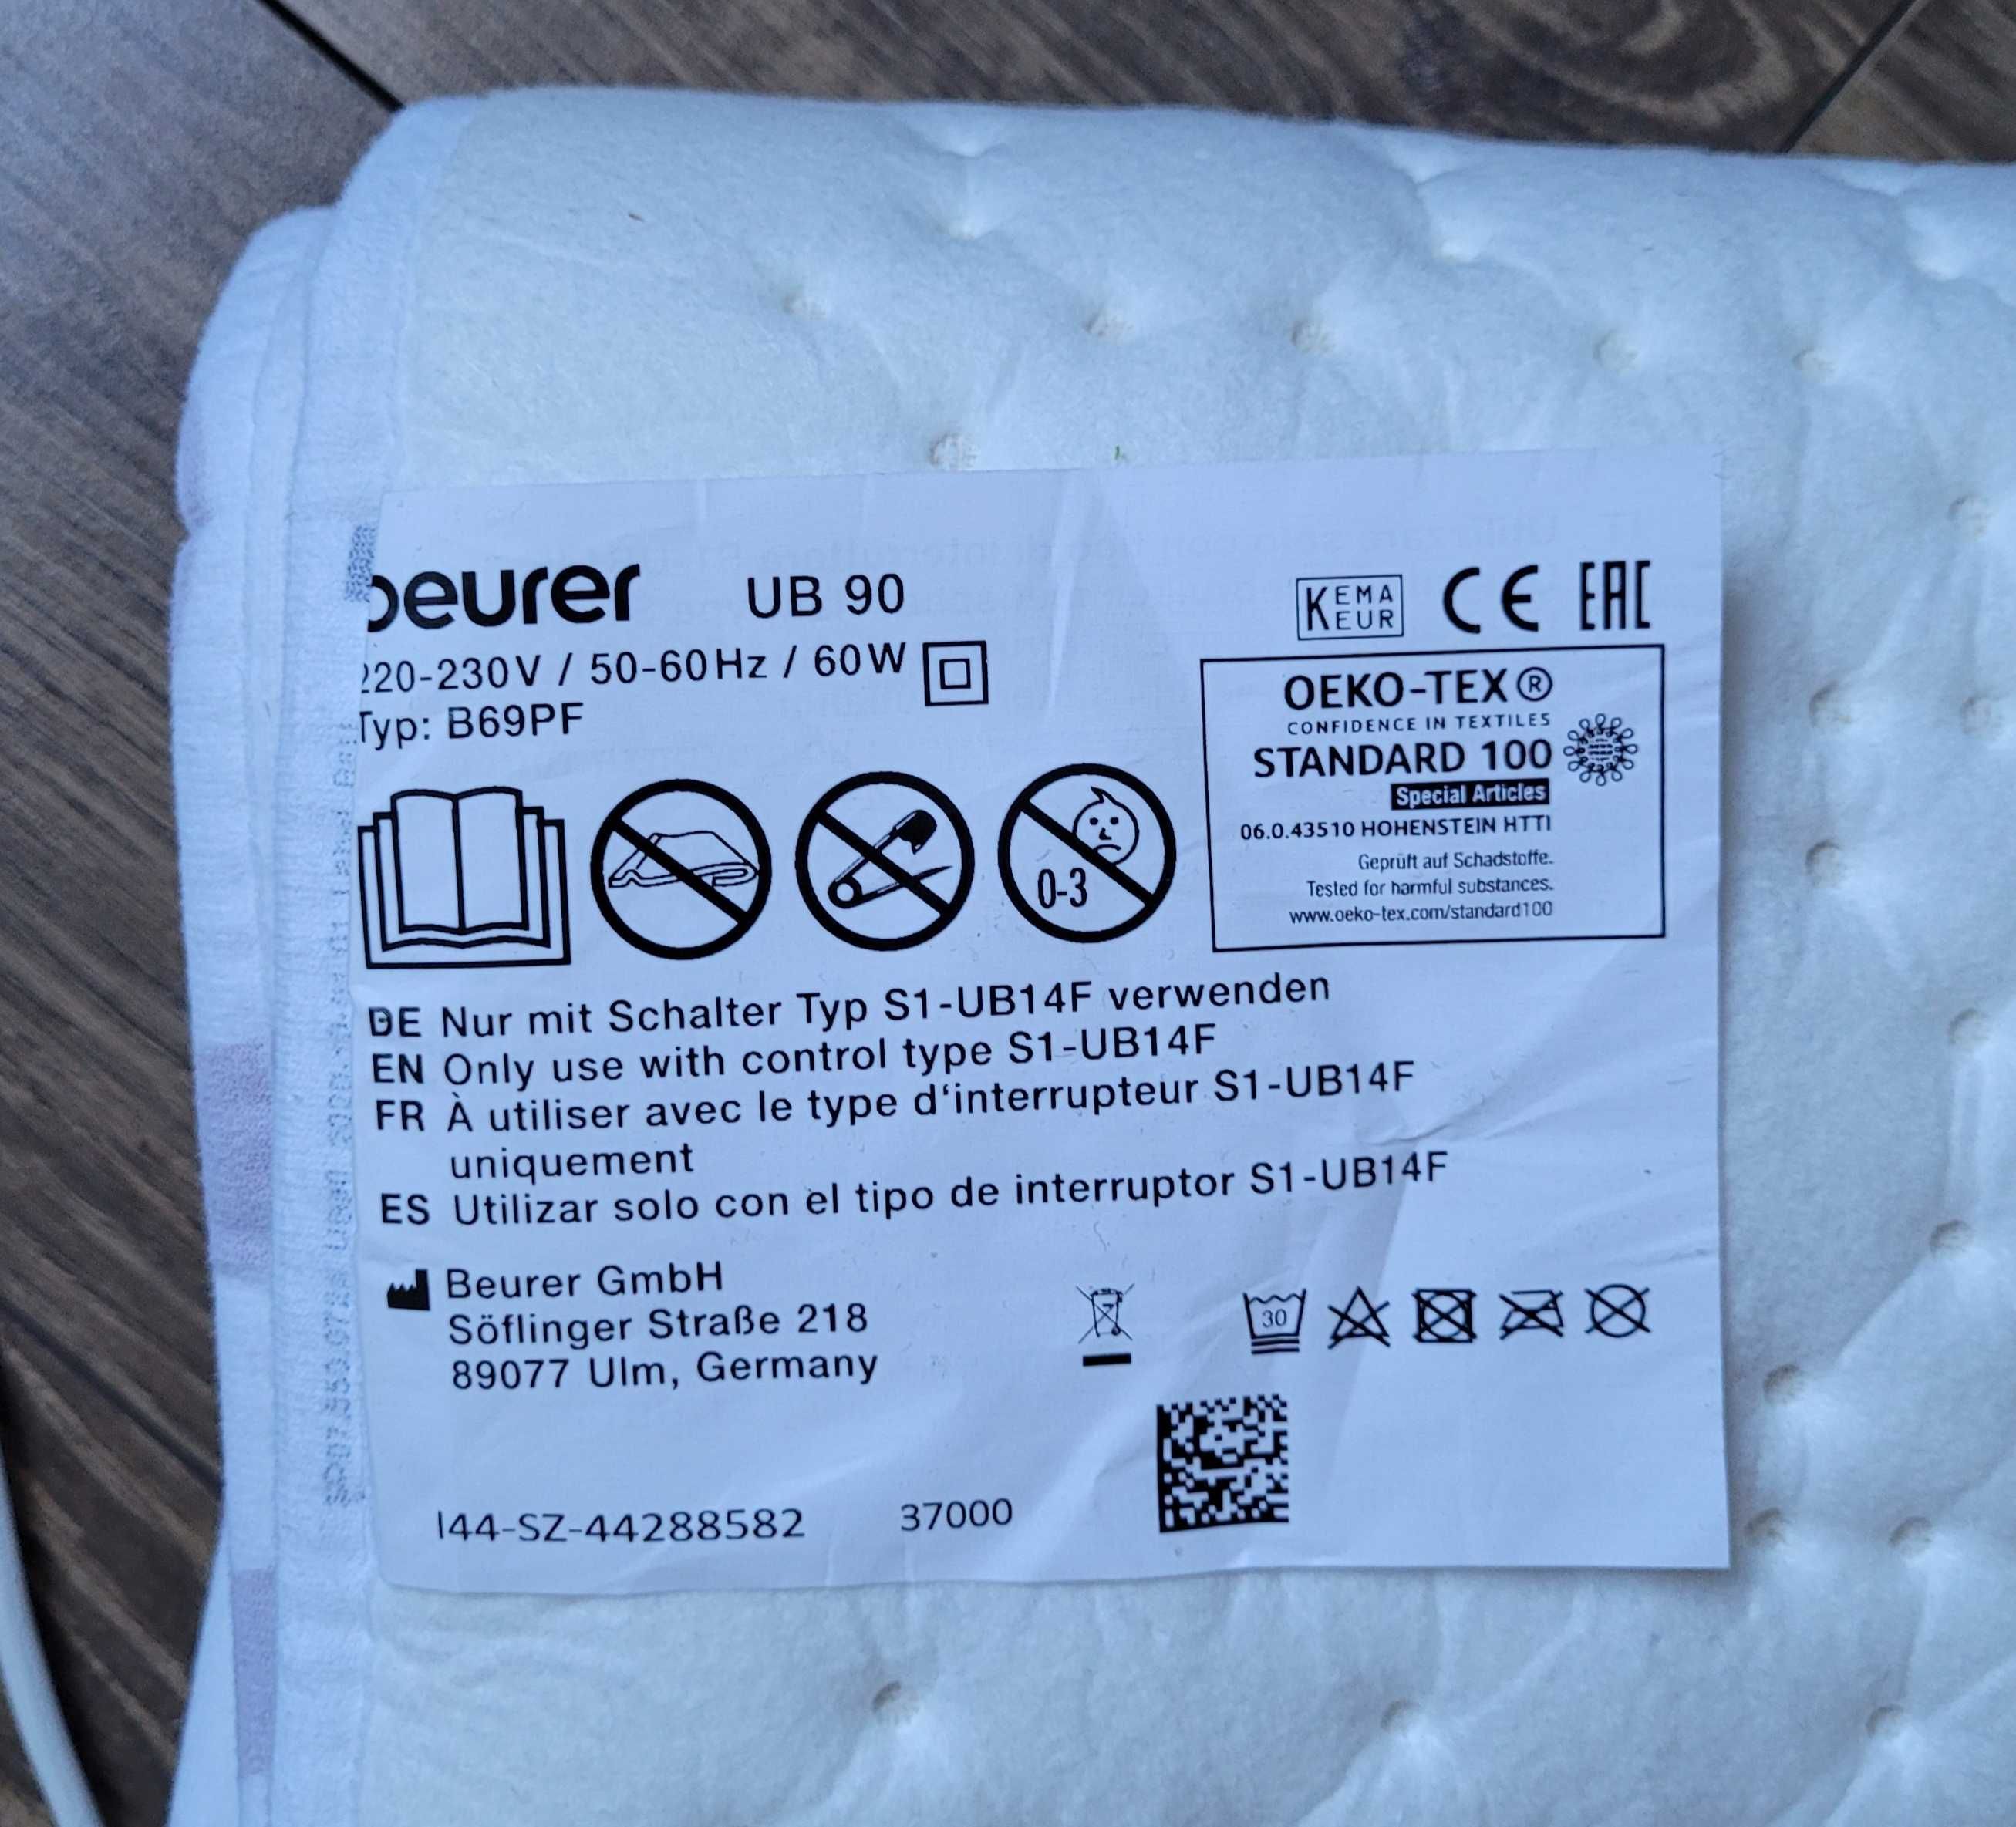 beurer UB 90
220-230V / 50-60Hz / 60W
Typ: B69PF
KEMA
KEUR
CE EAC
OEKO-TEX®
CONFIDENCE IN TEXTILES
STANDARD 100
Special Articles
06.0.43510 HOHENSTEIN HTTI
Geprüft auf Schadstoffe.
Tested for harmful substances.
www.oeko-tex.com/standard100
0-3
DE Nur mit Schalter Typ S1-UB14F verwenden
EN Only use with control type S1-UB14F
FR À utiliser avec le type d‘interrupteur S1-UB14F
uniquement
ES Utilizar solo con el tipo de interruptor S1-UB14F
Beurer GmbH
Söflinger Straße 218
89077 Ulm, Germany
30
I44-SZ-44288582 37000